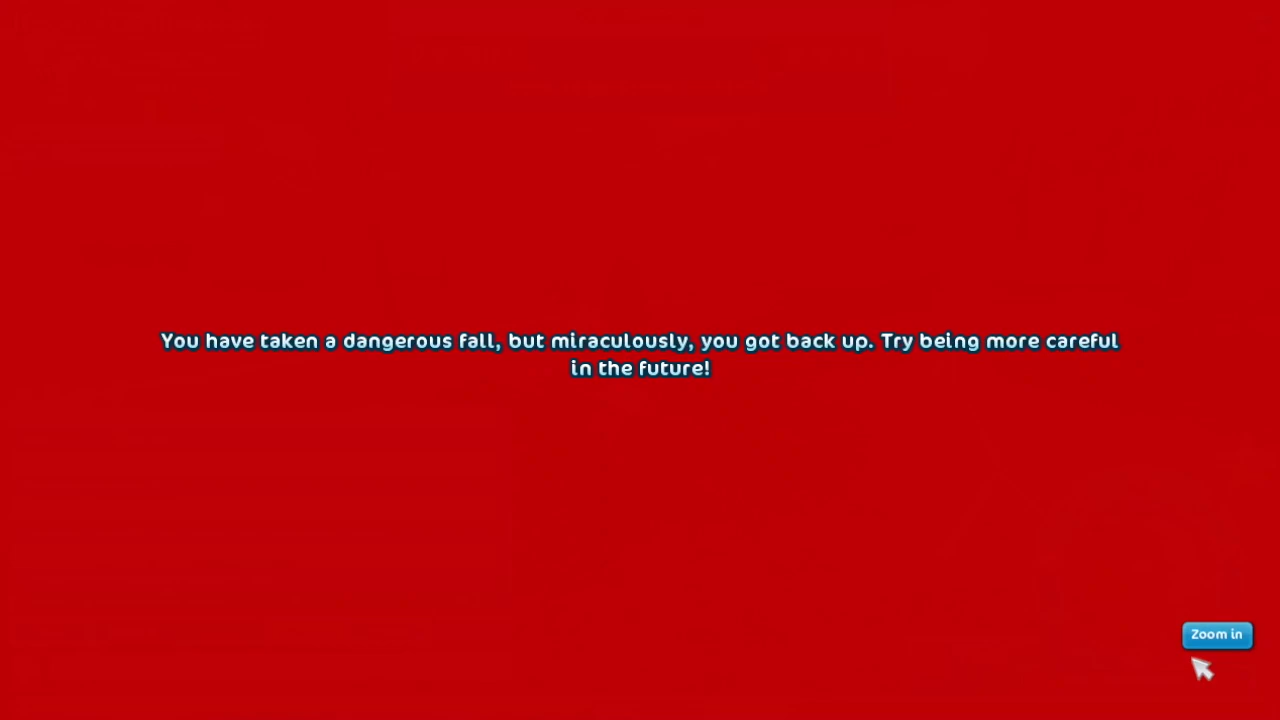 You have taken a dangerous fall, but miraculously, you got back up. Try being more careful
in the future!
Zoom in